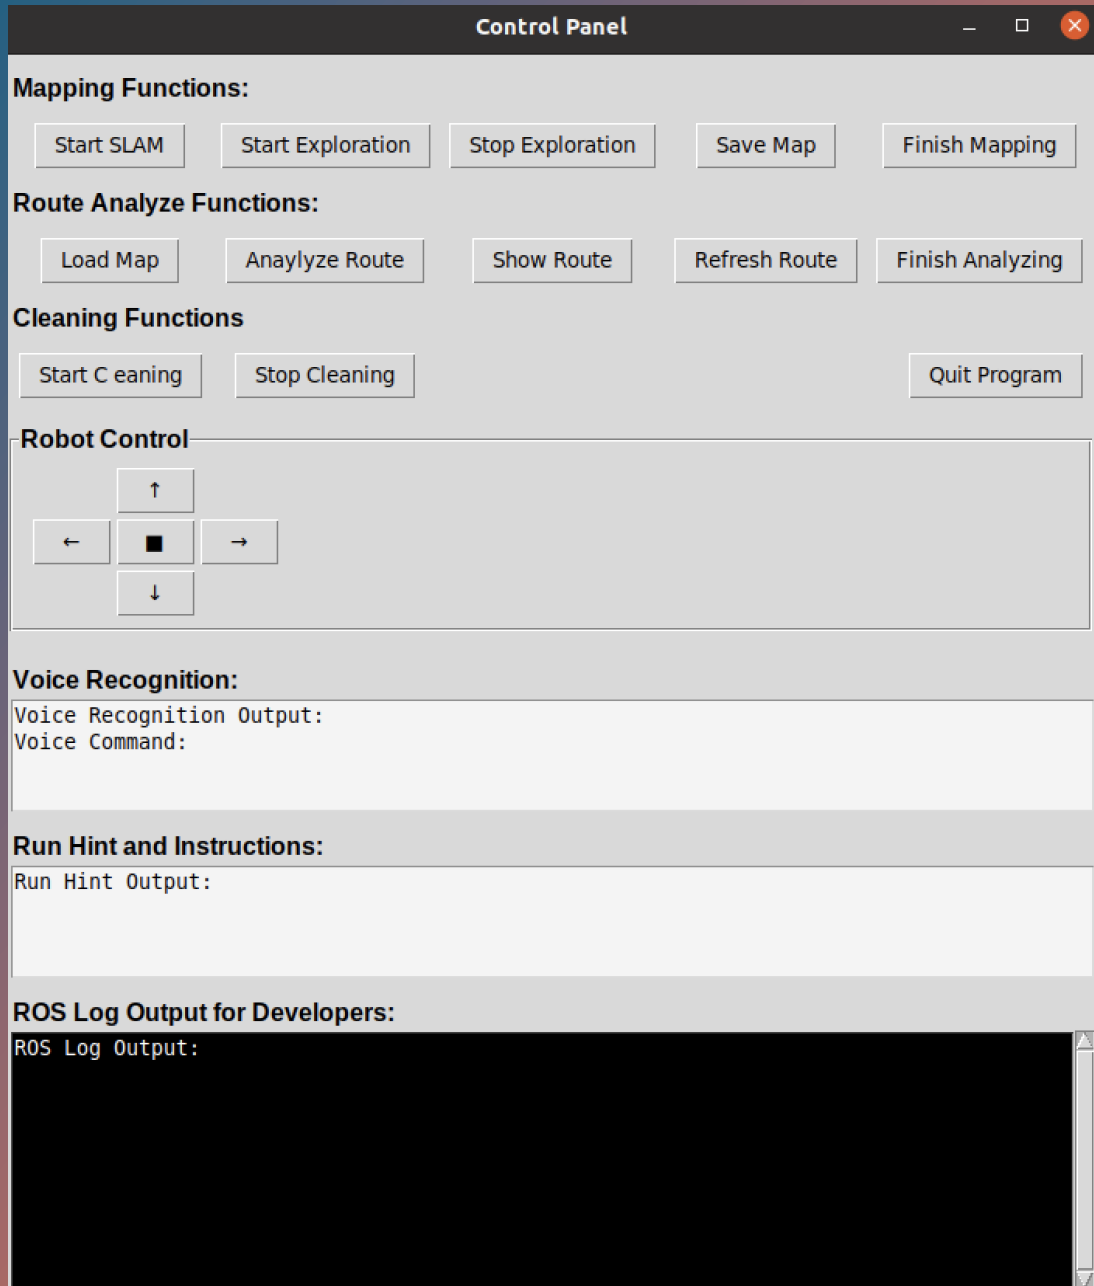 Control Panel
Mapping Functions:
Start SLAM Start Exploration Stop Exploration Save Map Finish Mapping
Route Analyze Functions:
Load Map Anaylyze Route Show Route Refresh Route Finish Analyzing
Cleaning Functions
Start C eaning Stop Cleaning Quit Program
Robot Control
↑
← ■ →
↓
Voice Recognition:
Voice Recognition Output:
Voice Command:
Run Hint and Instructions:
Run Hint Output:
ROS Log Output for Developers:
ROS Log Output: